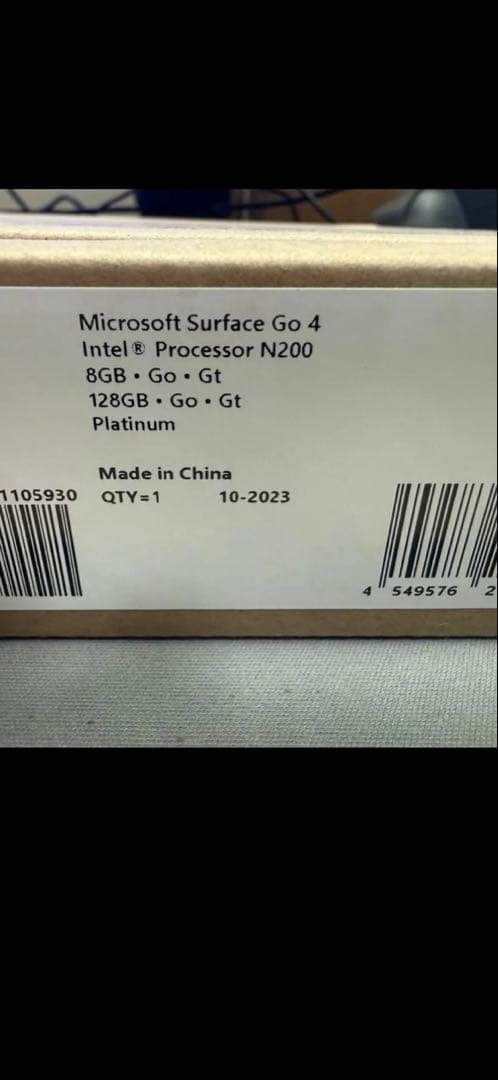 Microsoft Surface Go 4
Intel® Processor N200
8GB • Go • Gt
128GB • Go • Gt
Platinum
Made in China
1105930 QTY=1 10-2023
4 549576 2